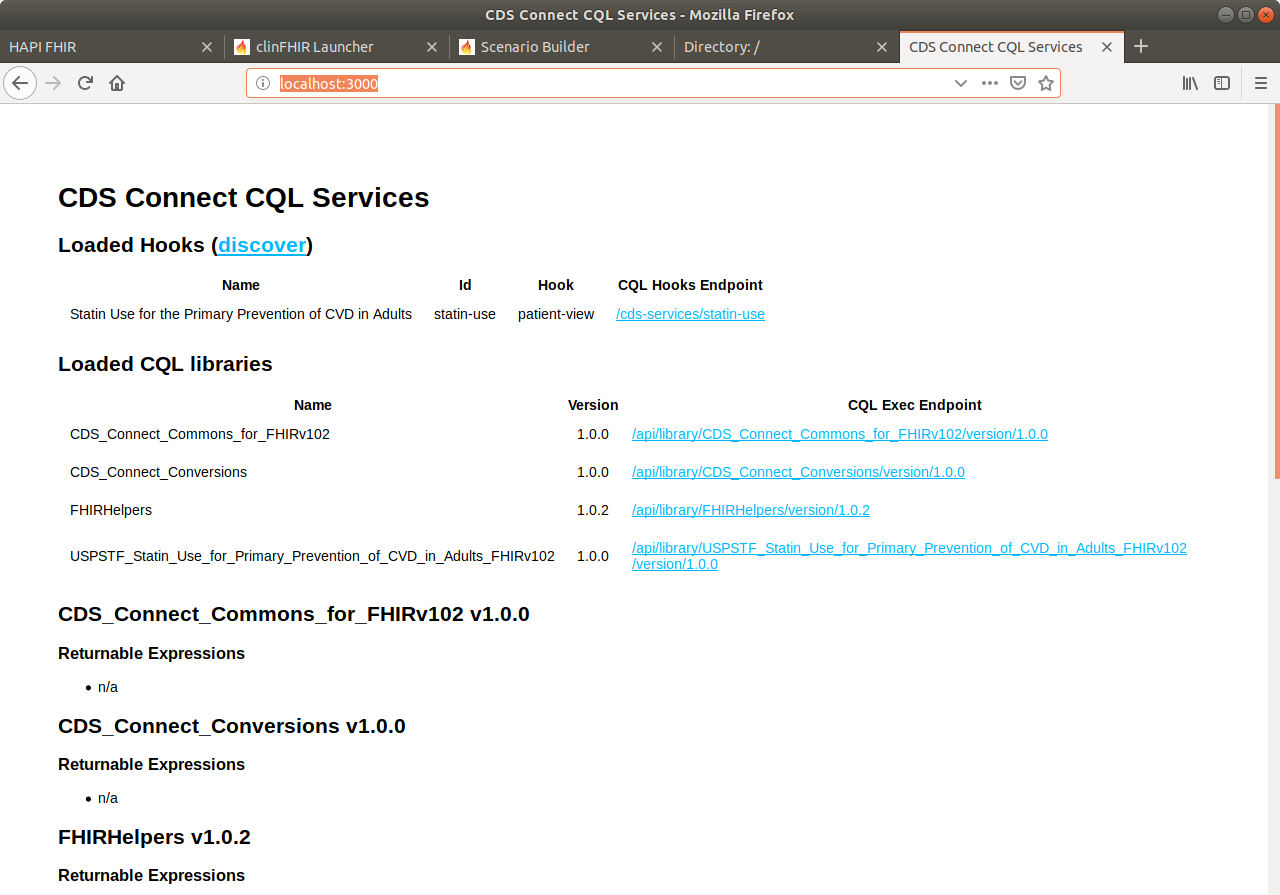 CDS Connect CQL Services - Mozilla Firefox
HAPI FHIR clinFHIR Launcher Scenario Builder Directory: / CDS Connect CQL Services
localhost:3000
CDS Connect CQL Services
Loaded Hooks (discover)
Name Id Hook CQL Hooks Endpoint
Statin Use for the Primary Prevention of CVD in Adults statin-use patient-view /cds-services/statin-use
Loaded CQL libraries
Name Version CQL Exec Endpoint
CDS_Connect_Commons_for_FHIRv102 1.0.0 /api/library/CDS_Connect_Commons_for_FHIRv102/version/1.0.0
CDS_Connect_Conversions 1.0.0 /api/library/CDS_Connect_Conversions/version/1.0.0
FHIRHelpers 1.0.2 /api/library/FHIRHelpers/version/1.0.2
USPSTF_Statin_Use_for_Primary_Prevention_of_CVD_in_Adults_FHIRv102 1.0.0 /api/library/USPSTF_Statin_Use_for_Primary_Prevention_of_CVD_in_Adults_FHIRv102
/version/1.0.0
CDS_Connect_Commons_for_FHIRv102 v1.0.0
Returnable Expressions
• n/a
CDS_Connect_Conversions v1.0.0
Returnable Expressions
• n/a
FHIRHelpers v1.0.2
Returnable Expressions